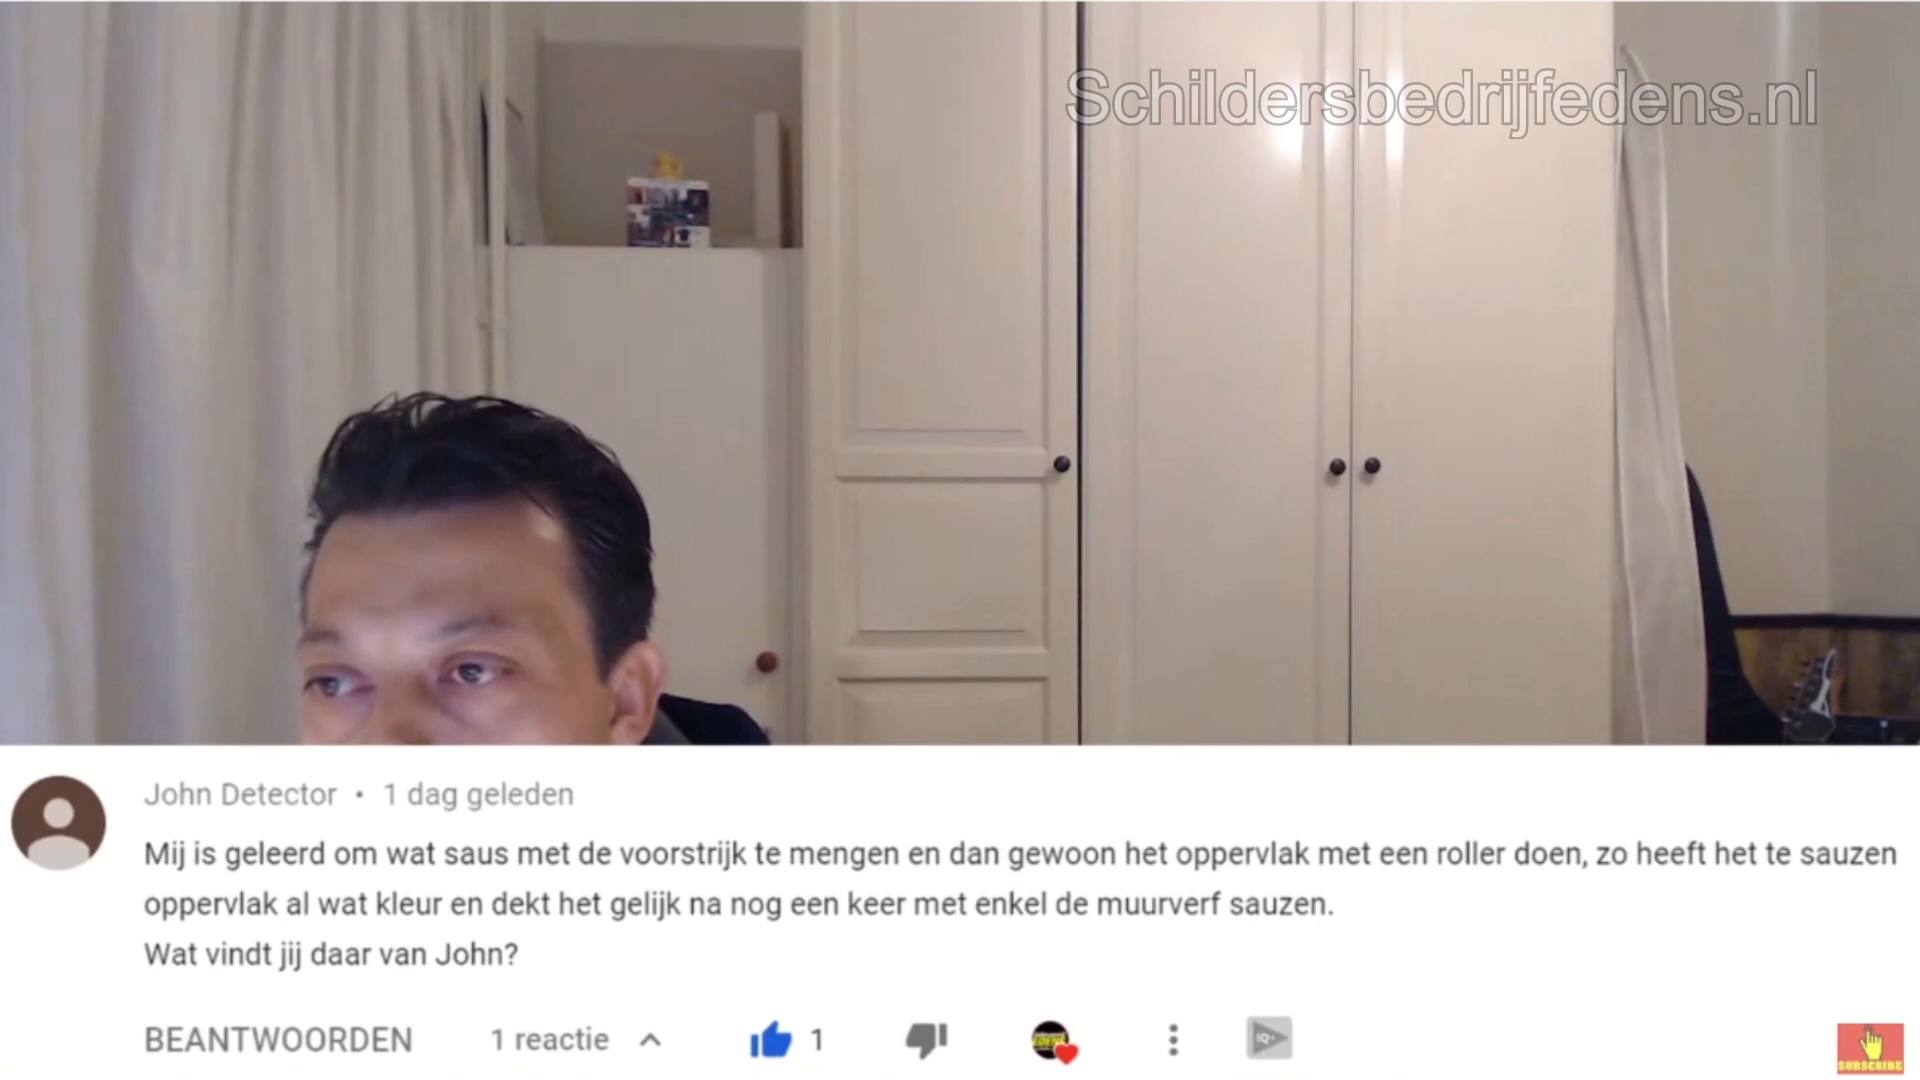 Schildersbedrijfedens.nl
John Detector • 1 dag geleden
Mij is geleerd om wat saus met de voorstrijk te mengen en dan gewoon het oppervlak met een roller doen, zo heeft het te sauzen
oppervlak al wat kleur en dekt het gelijk na nog een keer met enkel de muurverf sauzen.
Wat vindt jij daar van John?
BEANTWOORDEN 1 reactie 1
IQ+
SUBSCRIBE